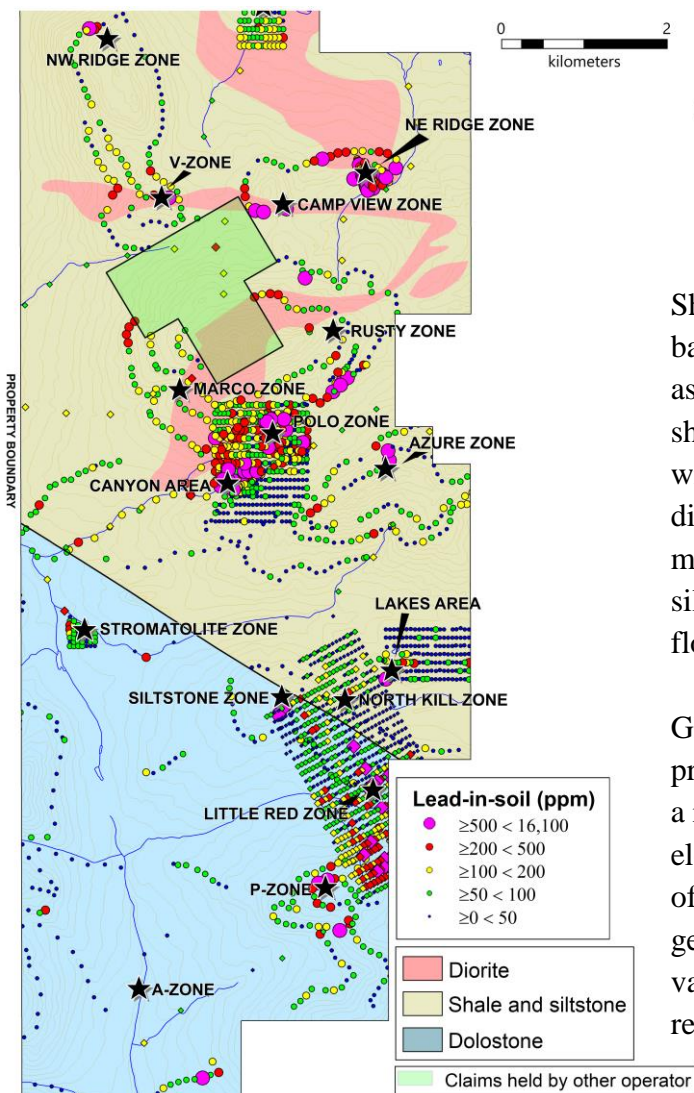 0 2
kilometers
NW RIDGE ZONE
NE RIDGE ZONE
V-ZONE
CAMP VIEW ZONE
RUSTY ZONE
MARCO ZONE
POLO ZONE
AZURE ZONE
CANYON AREA
PROPERTY BOUNDARY
LAKES AREA
STROMATOLITE ZONE
SILTSTONE ZONE
NORTH KILL ZONE
LITTLE RED ZONE
P-ZONE
A-ZONE
Lead-in-soil (ppm)
≥500 < 16,100
≥200 < 500
≥100 < 200
≥50 < 100
≥0 < 50
Diorite
Shale and siltstone
Dolostone
Claims held by other operator